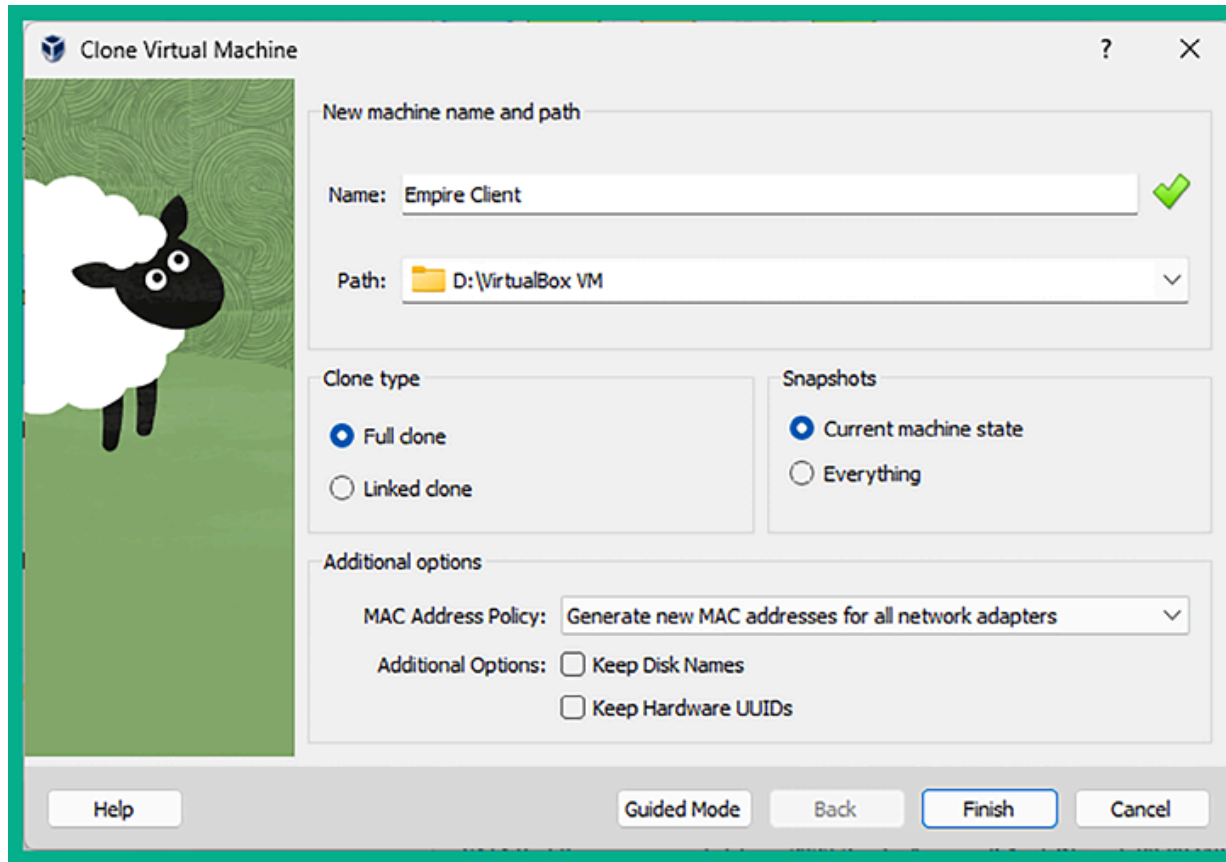 Clone Virtual Machine
?
New machine name and path
Name: Empire Client
Path: D:\VirtualBox VM
Clone type
Full clone
Linked clone
Snapshots
Current machine state
Everything
Additional options
MAC Address Policy: Generate new MAC addresses for all network adapters
Additional Options: Keep Disk Names
Keep Hardware UUIDs
Help
Guided Mode
Back
Finish
Cancel